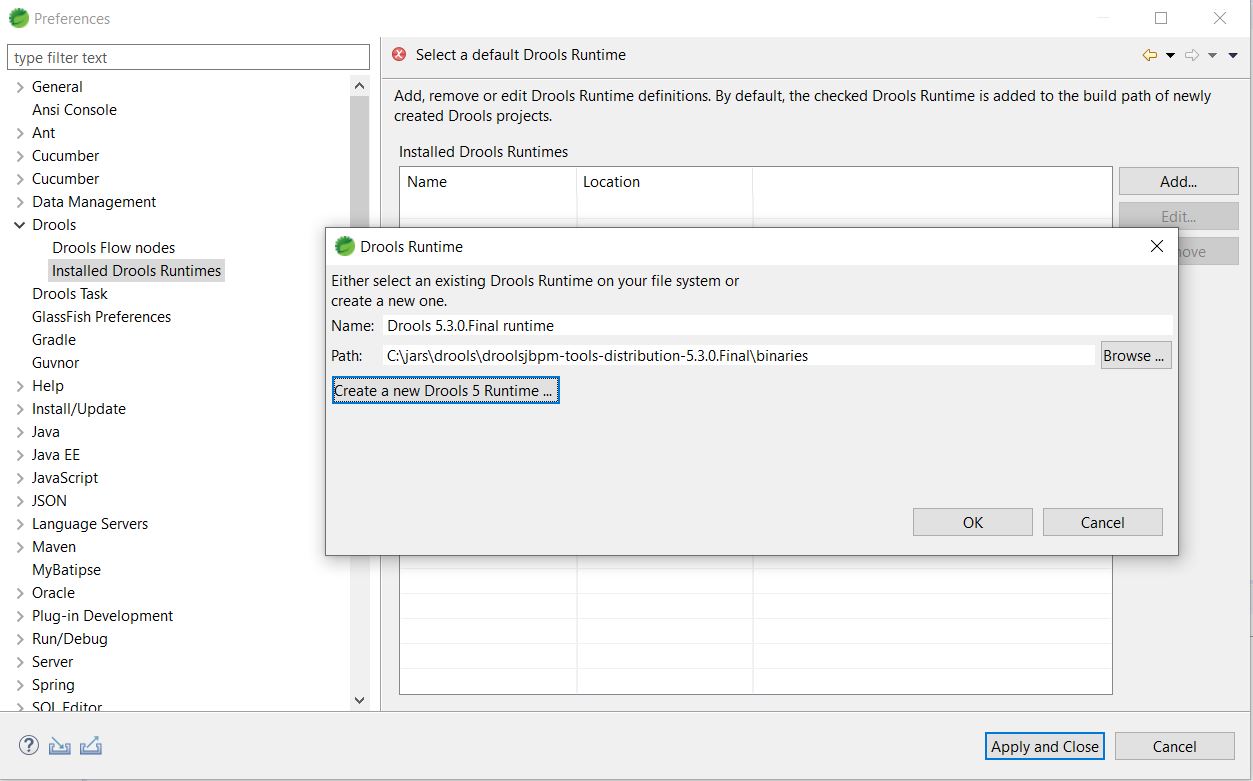 Preferences
type filter text
General
Ansi Console
Ant
Cucumber
Cucumber
Data Management
Drools
Drools Flow nodes
Installed Drools Runtimes
Drools Task
GlassFish Preferences
Gradle
Guvnor
Help
Install/Update
Java
Java EE
JavaScript
JSON
Language Servers
Maven
MyBatipse
Oracle
Plug-in Development
Run/Debug
Server
Spring
SQL Editor
Select a default Drools Runtime
Add, remove or edit Drools Runtime definitions. By default, the checked Drools Runtime is added to the build path of newly
created Drools projects.
Installed Drools Runtimes
Name Location
Add...
Edit...
ove
Drools Runtime
Either select an existing Drools Runtime on your file system or
create a new one.
Name: Drools 5.3.0.Final runtime
Path: C:\jars\drools\droolsjbpm-tools-distribution-5.3.0.Final\binaries Browse ...
Create a new Drools 5 Runtime ...
OK Cancel
? Apply and Close Cancel